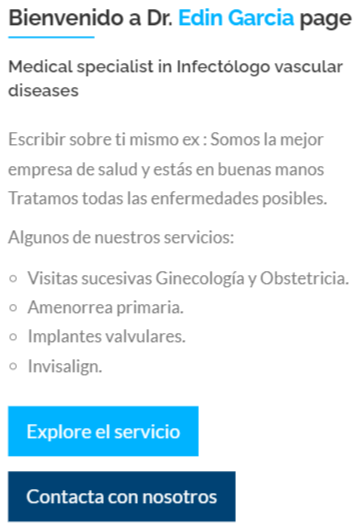 Bienvenido a Dr. Edin Garcia page
Medical specialist in Infectólogo vascular
diseases
Escribir sobre ti mismo ex : Somos la mejor
empresa de salud y estás en buenas manos
Tratamos todas las enfermedades posibles.
Algunos de nuestros servicios:
Visitas sucesivas Ginecología y Obstetricia.
Amenorrea primaria.
Implantes valvulares.
Invisalign.
Explore el servicio
Contacta con nosotros